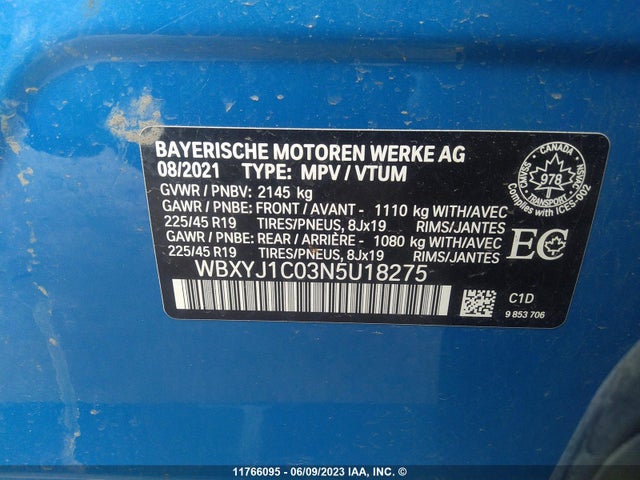 BAYERISCHE MOTOREN WERKE AG
08/2021 TYPE: MPV / VTUM
GVWR / PNBV: 2145 kg
GAWR / PNBE: FRONT / AVANT - 1110 kg WITH/AVEC
225/45 R19 TIRES/PNEUS, 8Jx19 RIMS/JANTES
GAWR / PNBE: REAR / ARRIÈRE - 1080 kg WITH/AVEC
225/45 R19 TIRES/PNEUS, 8Jx19 RIMS/JANTES
WBXYJ1C03N5U18275
CANADA
CMVSS
978
NSVAC
TRANSPORT
Complies with ICES-002
EC
C1D
9 853 706
11766095 - 06/09/2023 IAA, Inc. ©